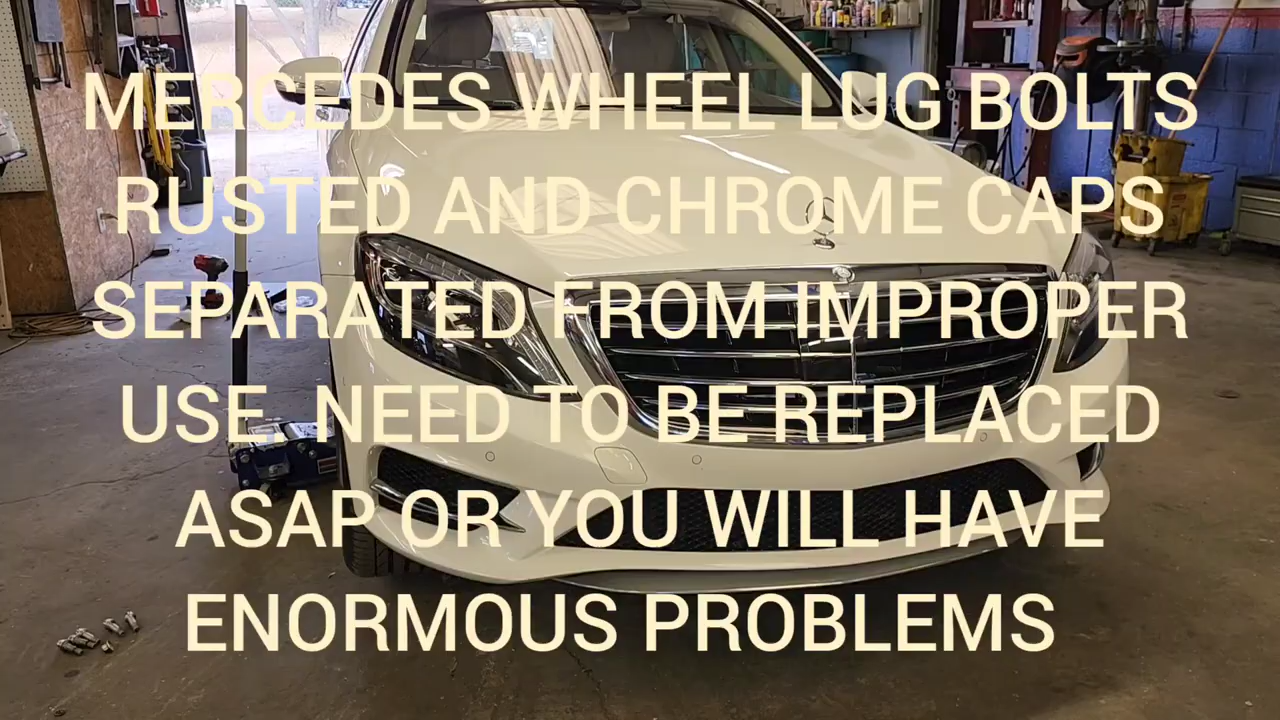 MERCEDES WHEEL LUG BOLTS
RUSTED AND CHROME CAPS
SEPARATED FROM IMPROPER
USE. NEED TO BE REPLACED
ASAP OR YOU WILL HAVE
ENORMOUS PROBLEMS